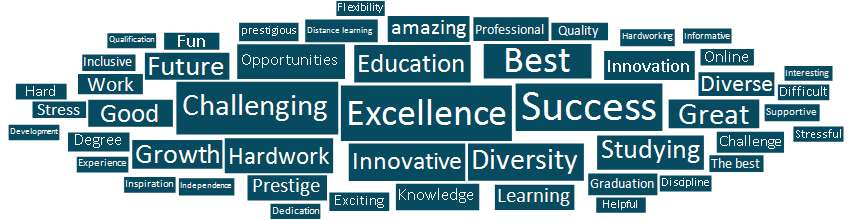 Flexibility
Qualification Fun prestigious Distance learning amazing Professional Quality Hardworking Informative
Inclusive Future Opportunities Education Best Innovation Online
Hard Work Diverse Interesting Difficult
Stress Good Challenging Excellence Success Great Supportive
Development Degree Growth Hardwork Innovative Diversity Studying Challenge Stressful
Experience The best
Inspiration Independence Prestige Exciting Knowledge Learning Graduation Discipline
Dedication Helpful